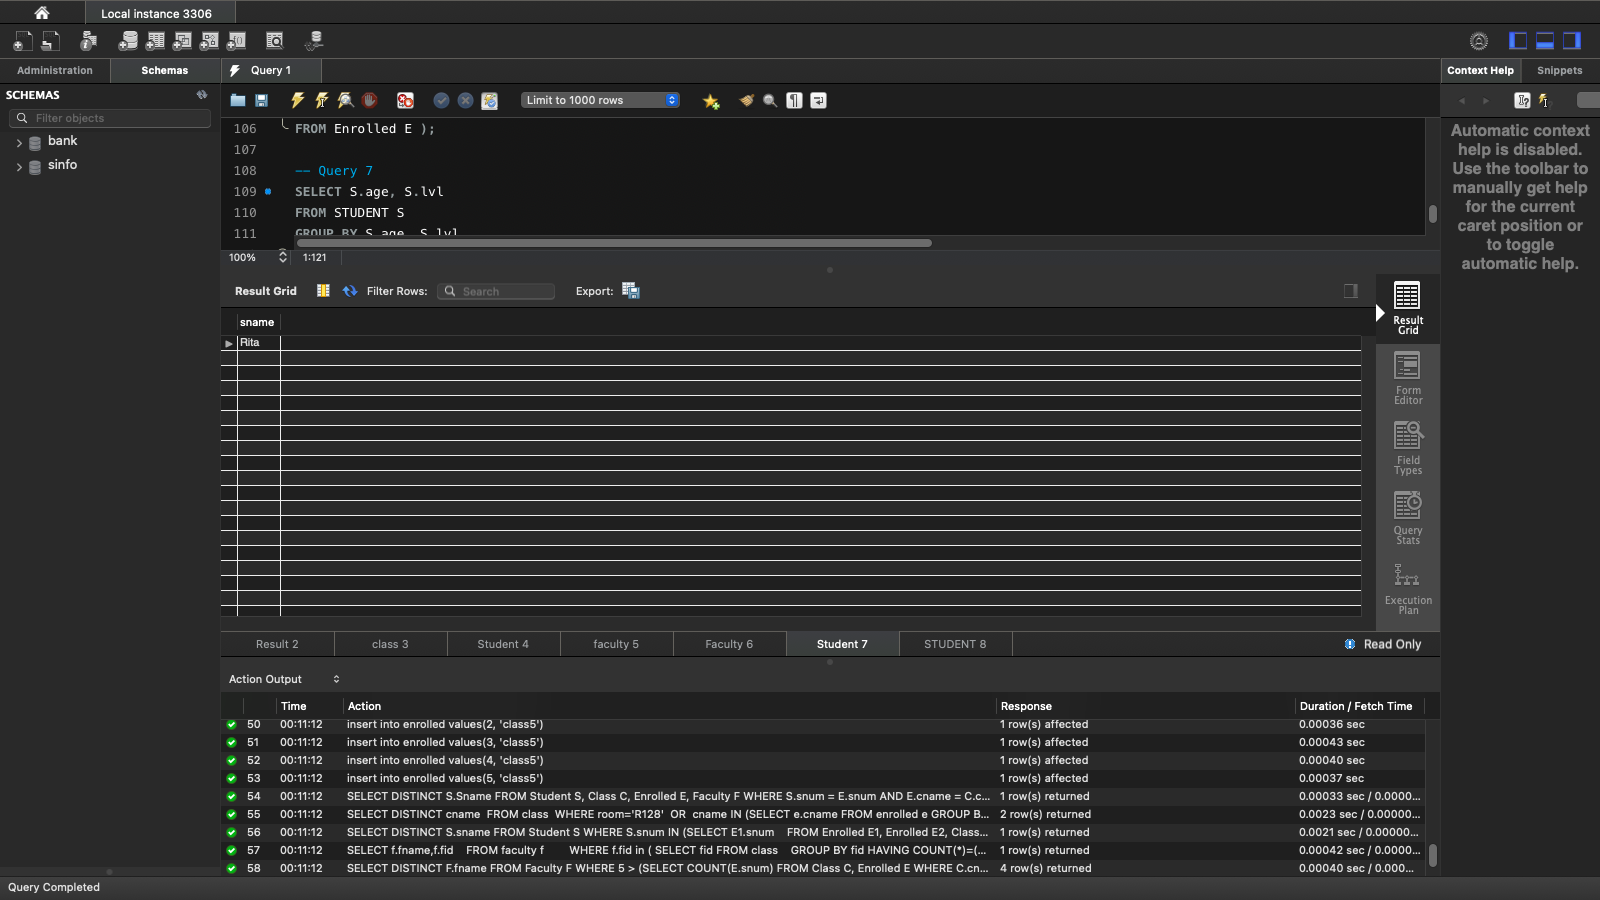 Local instance 3306
Administration
Schemas
Query 1
Context Help
Snippets
SCHEMAS
Filter objects
bank
sinfo
Limit to 1000 rows
106 FROM Enrolled E );
107
108 -- Query 7
109 SELECT S.age, S.lvl
110 FROM STUDENT S
111 GROUP BY S.age, S.lvl
100% 1:121
Automatic context
help is disabled.
Use the toolbar to
manually get help
for the current
caret position or
to toggle
automatic help.
Result Grid
Filter Rows:
Search
Export:
sname
Rita
Result
Grid
Form
Editor
Field
Types
Query
Stats
Execution
Plan
Result 2
class 3
Student 4
faculty 5
Faculty 6
Student 7
STUDENT 8
Read Only
Action Output
Time Action Response Duration / Fetch Time
50 00:11:12 insert into enrolled values(2, 'class5') 1 row(s) affected 0.00036 sec
51 00:11:12 insert into enrolled values(3, 'class5') 1 row(s) affected 0.00043 sec
52 00:11:12 insert into enrolled values(4, 'class5') 1 row(s) affected 0.00040 sec
53 00:11:12 insert into enrolled values(5, 'class5') 1 row(s) affected 0.00037 sec
54 00:11:12 SELECT DISTINCT S.Sname FROM Student S, Class C, Enrolled E, Faculty F WHERE S.snum = E.snum AND E.cname = C.c... 1 row(s) returned 0.00033 sec / 0.0000...
55 00:11:12 SELECT DISTINCT cname FROM class WHERE room='R128' OR cname IN (SELECT e.cname FROM enrolled e GROUP B... 2 row(s) returned 0.0023 sec / 0.0000...
56 00:11:12 SELECT DISTINCT S.sname FROM Student S WHERE S.snum IN (SELECT E1.snum FROM Enrolled E1, Enrolled E2, Class... 1 row(s) returned 0.0021 sec / 0.00000...
57 00:11:12 SELECT f.fname,f.fid FROM faculty f WHERE f.fid in ( SELECT fid FROM class GROUP BY fid HAVING COUNT(*)=(... 1 row(s) returned 0.00042 sec / 0.000...
58 00:11:12 SELECT DISTINCT F.fname FROM Faculty F WHERE 5 > (SELECT COUNT(E.snum) FROM Class C, Enrolled E WHERE C.cn... 4 row(s) returned 0.00040 sec / 0.000...
Query Completed